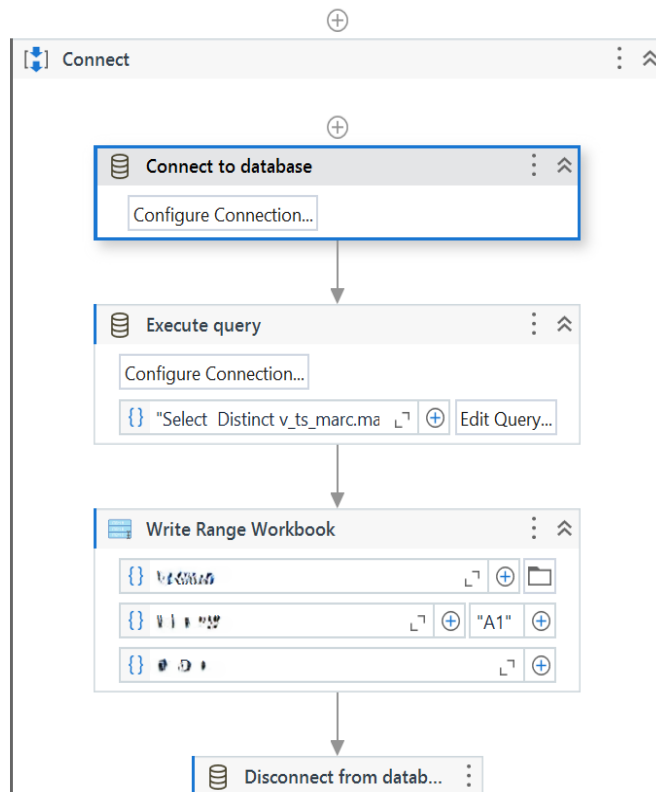 Connect
Connect to database
Configure Connection...
Execute query
Configure Connection...
{} "Select Distinct v_ts_marc.ma Edit Query...
Write Range Workbook
{}
{} "A1"
{}
Disconnect from datab...